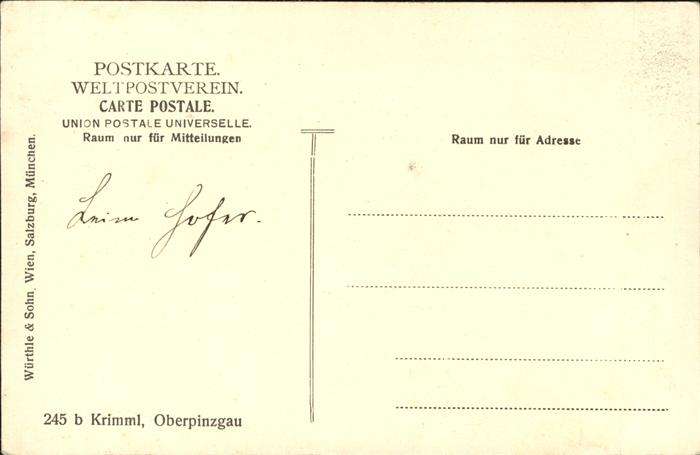 POSTKARTE.
WELTPOSTVEREIN.
CARTE POSTALE.
UNION POSTALE UNIVERSELLE.
Raum nur für Mitteilungen
Raum nur für Adresse
Leim Hofer.
Würthle & Sohn, Wien, Salzburg, München.
245 b Krimml, Oberpinzgau